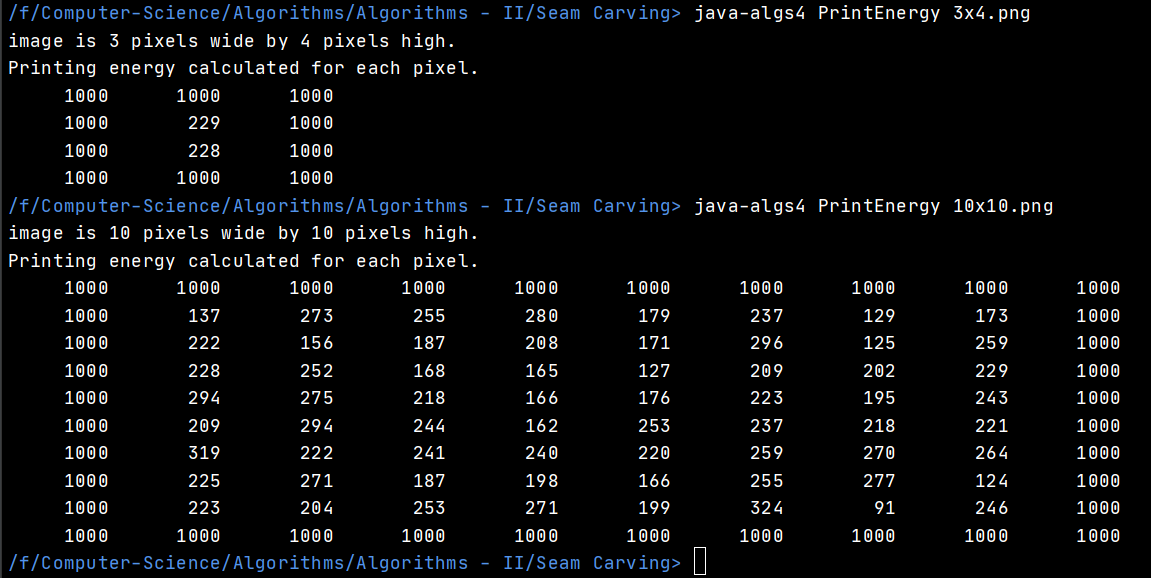 /f/Computer-Science/Algorithms/Algorithms - II/Seam Carving> java-algs4 PrintEnergy 3x4.png
image is 3 pixels wide by 4 pixels high.
Printing energy calculated for each pixel.
1000 1000 1000
1000 229 1000
1000 228 1000
1000 1000 1000
/f/Computer-Science/Algorithms/Algorithms - II/Seam Carving> java-algs4 PrintEnergy 10x10.png
image is 10 pixels wide by 10 pixels high.
Printing energy calculated for each pixel.
1000 1000 1000 1000 1000 1000 1000 1000 1000 1000
1000 137 273 255 280 179 237 129 173 1000
1000 222 156 187 208 171 296 125 259 1000
1000 228 252 168 165 127 209 202 229 1000
1000 294 275 218 166 176 223 195 243 1000
1000 209 294 244 162 253 237 218 221 1000
1000 319 222 241 240 220 259 270 264 1000
1000 225 271 187 198 166 255 277 124 1000
1000 223 204 253 271 199 324 91 246 1000
1000 1000 1000 1000 1000 1000 1000 1000 1000 1000
/f/Computer-Science/Algorithms/Algorithms - II/Seam Carving>